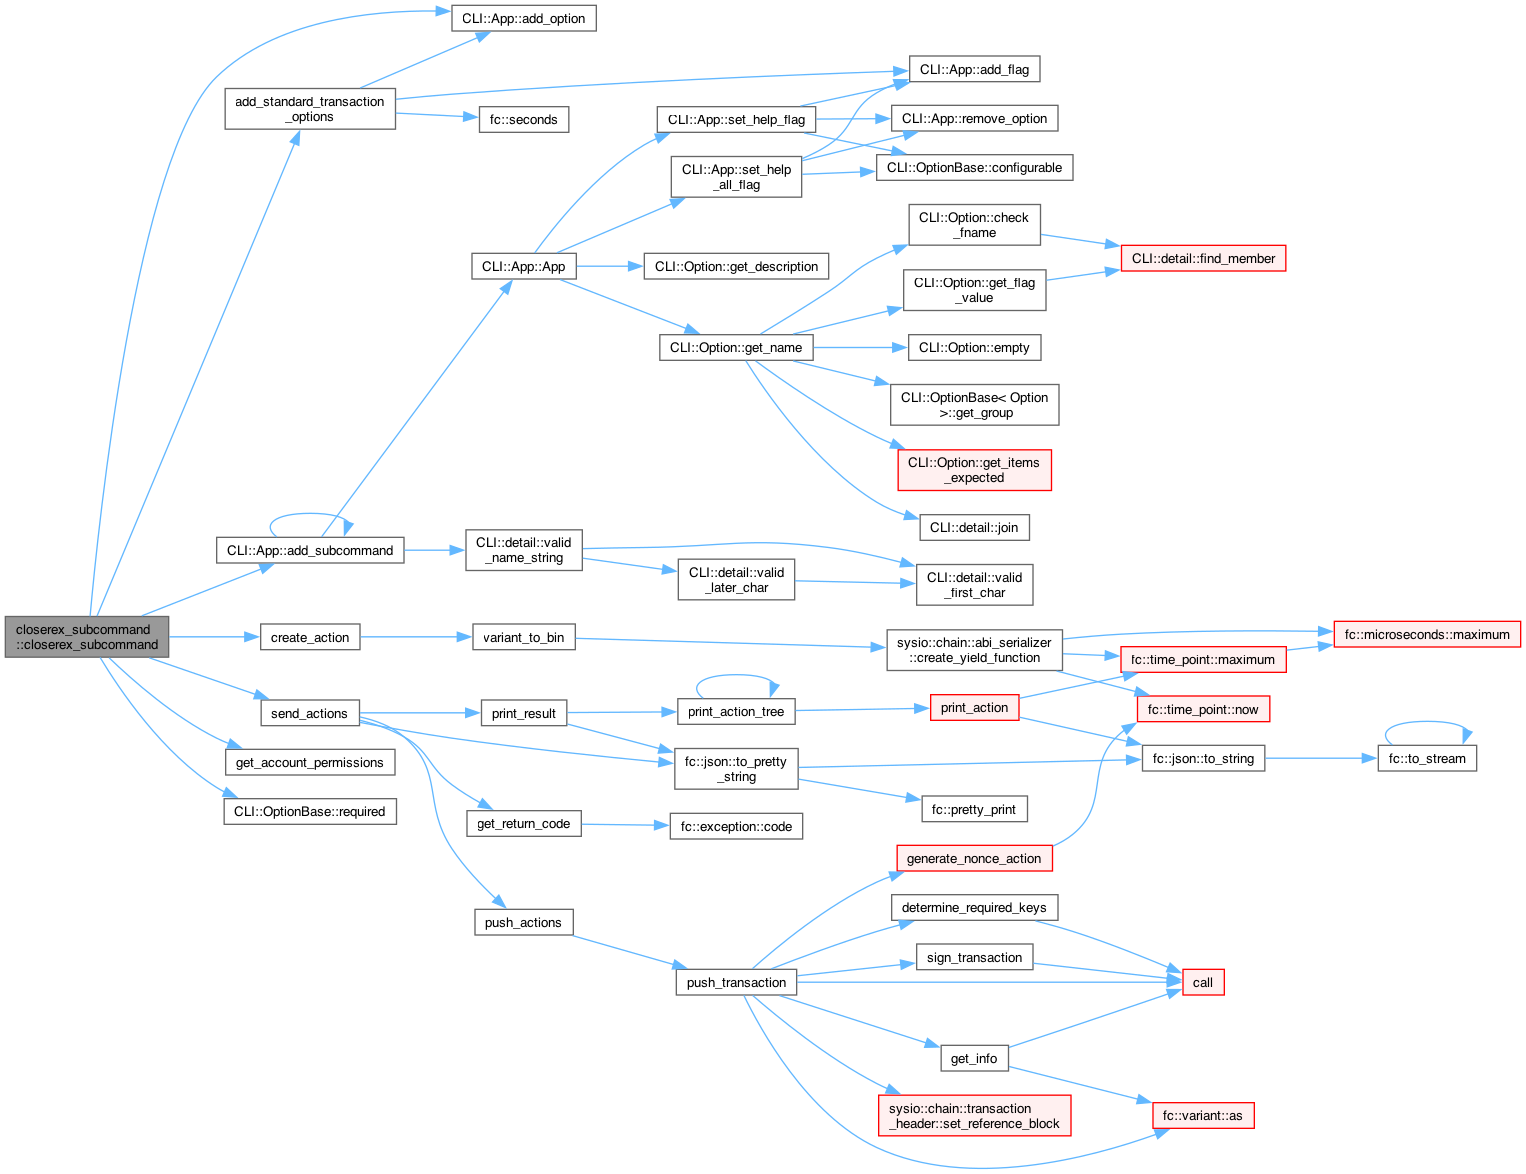 CLI::App::add_option
CLI::App::add_flag
add_standard_transaction
_options
fc::seconds
CLI::App::set_help_flag
CLI::App::remove_option
CLI::App::set_help
_all_flag
CLI::OptionBase::configurable
CLI::Option::check
_fname
CLI::App::App
CLI::Option::get_description
CLI::detail::find_member
CLI::Option::get_flag
_value
CLI::Option::get_name
CLI::Option::empty
CLI::OptionBase< Option
>::get_group
CLI::Option::get_items
_expected
CLI::detail::join
CLI::App::add_subcommand
CLI::detail::valid
_name_string
CLI::detail::valid
_later_char
CLI::detail::valid
_first_char
closerex_subcommand
::closerex_subcommand
create_action
variant_to_bin
sysio::chain::abi_serializer
::create_yield_function
fc::microseconds::maximum
fc::time_point::maximum
send_actions
print_result
print_action_tree
print_action
fc::time_point::now
get_account_permissions
fc::json::to_pretty
_string
fc::json::to_string
fc::to_stream
CLI::OptionBase::required
get_return_code
fc::exception::code
fc::pretty_print
generate_nonce_action
push_actions
determine_required_keys
sign_transaction
push_transaction
call
get_info
sysio::chain::transaction
_header::set_reference_block
fc::variant::as